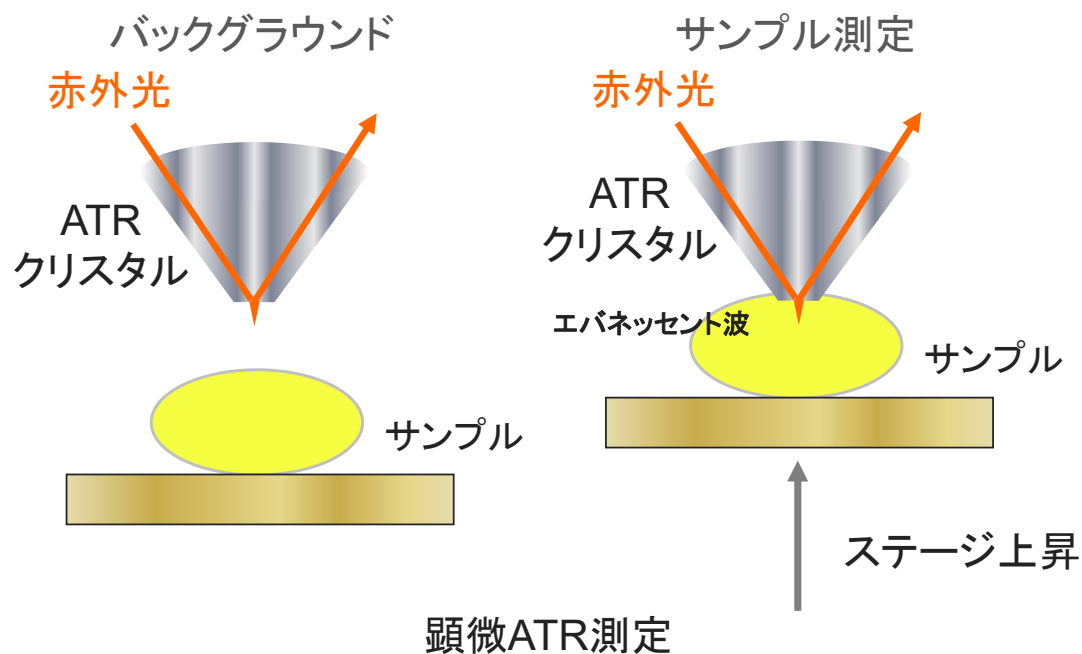 バックグラウンド
赤外光
ATR
クリスタル
サンプル
サンプル測定
赤外光
ATR
クリスタル
エバネッセント波
サンプル
ステージ上昇
顕微ATR測定